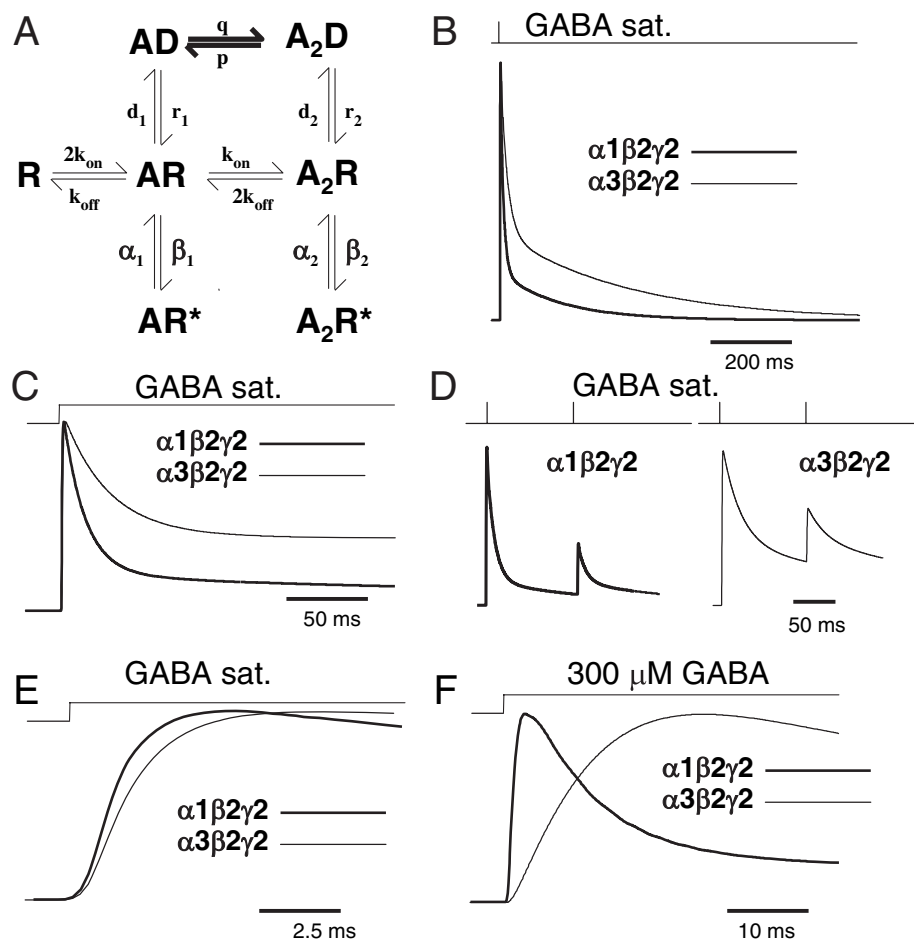 A
AD q p A₂D
d₁ r₁ d₂ r₂
R 2kon koff AR kon 2koff A₂R
α₁ β₁ α₂ β₂
AR* A₂R*
B
GABA sat.
α1β2γ2
α3β2γ2
200 ms
C
GABA sat.
α1β2γ2
α3β2γ2
50 ms
D
GABA sat.
α1β2γ2 α3β2γ2
50 ms
E
GABA sat.
α1β2γ2
α3β2γ2
2.5 ms
F
300 μM GABA
α1β2γ2
α3β2γ2
10 ms